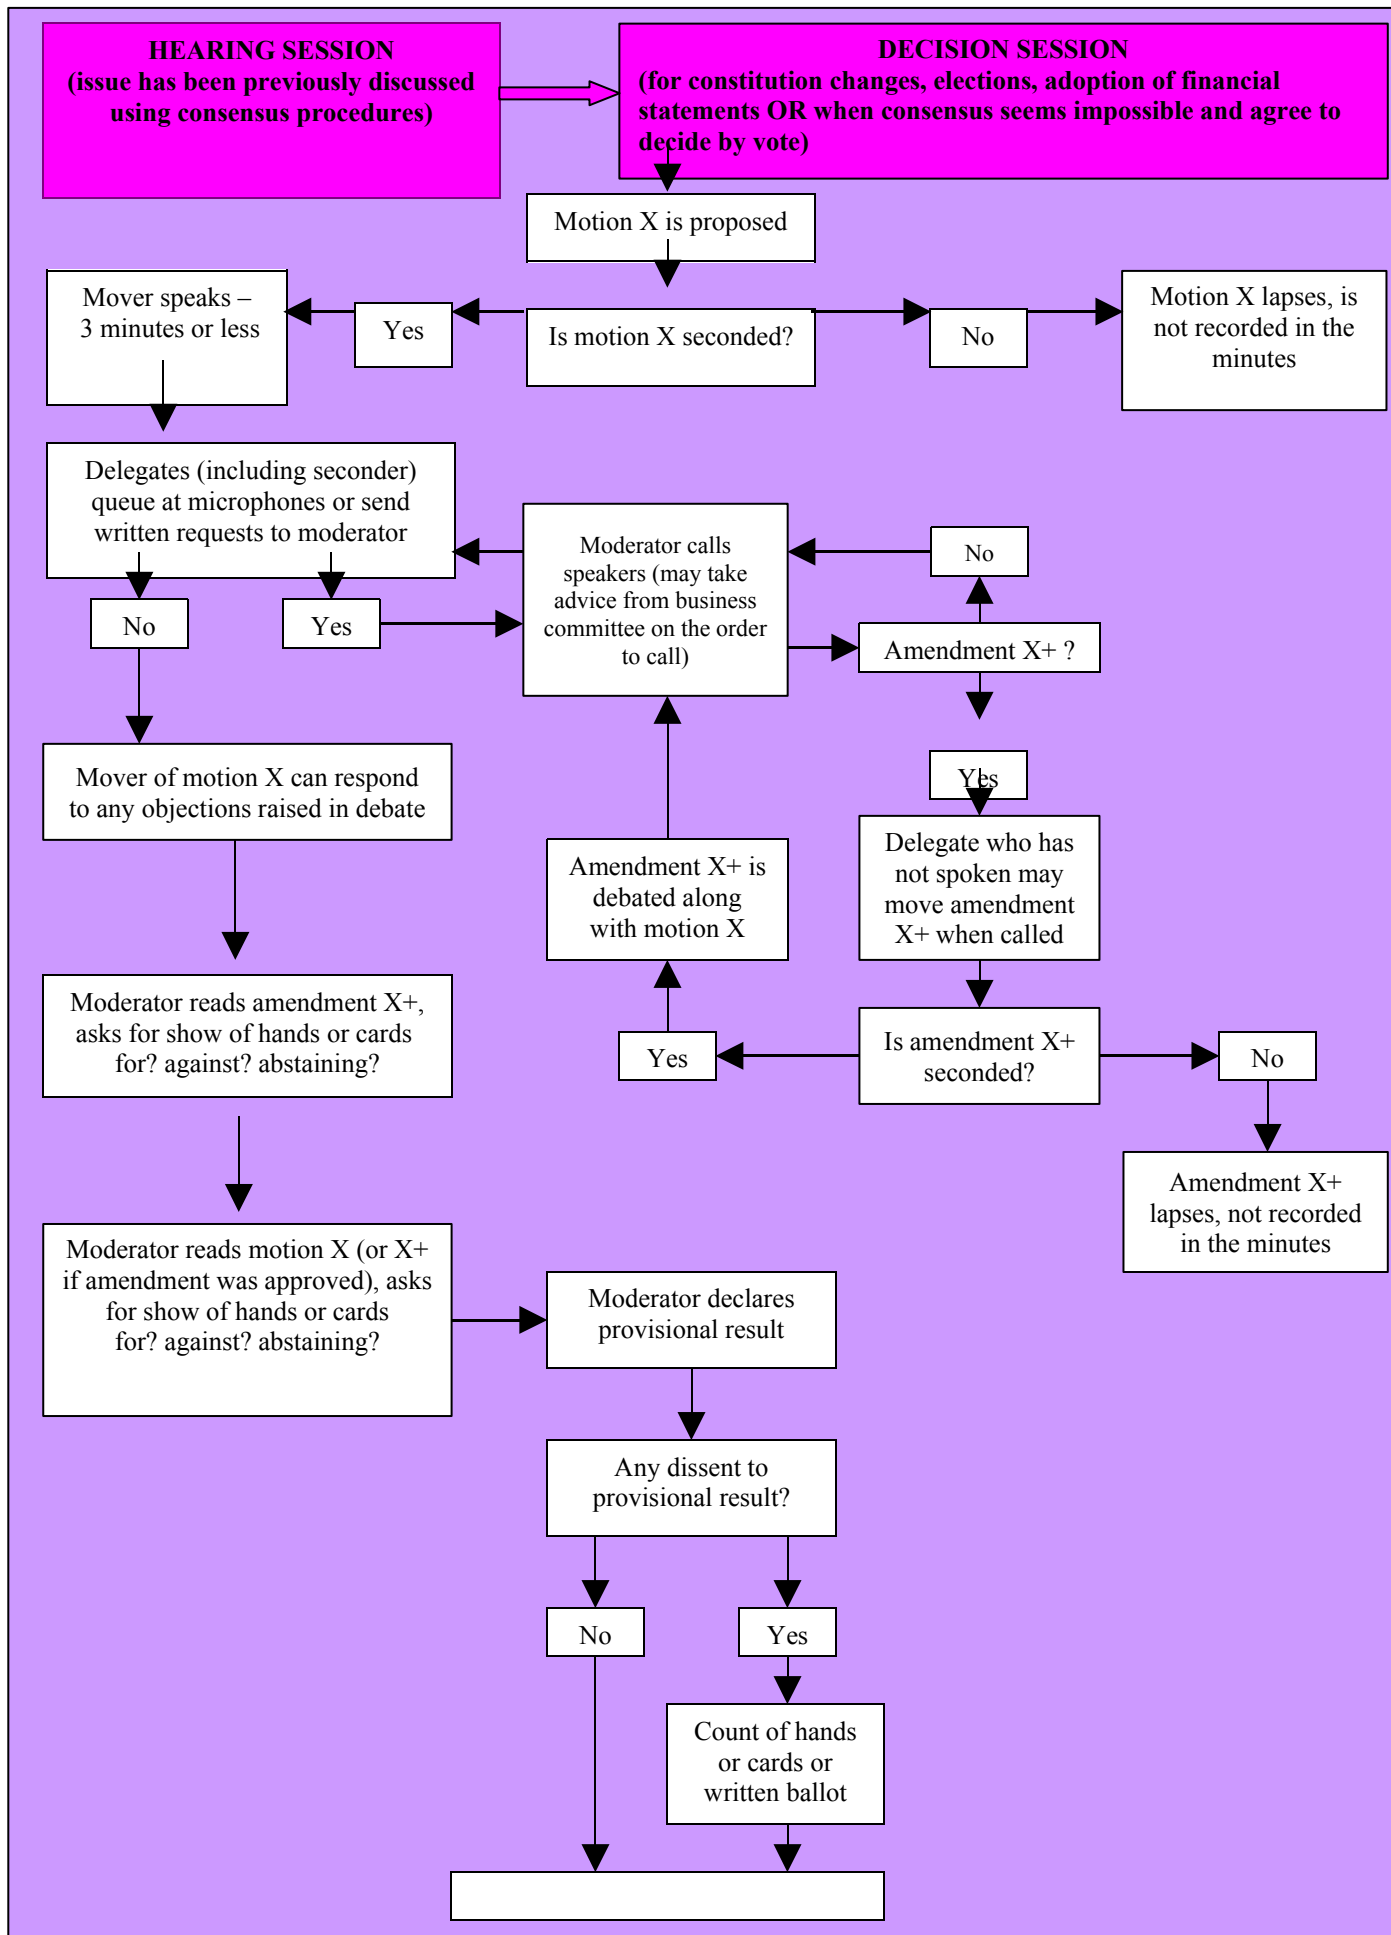 HEARING SESSION
(issue has been previously discussed
using consensus procedures)
DECISION SESSION
(for constitution changes, elections, adoption of financial
statements OR when consensus seems impossible and agree to
decide by vote)
Motion X is proposed
Mover speaks –
3 minutes or less
Yes
Is motion X seconded?
No
Motion X lapses, is
not recorded in the
minutes
Delegates (including seconder)
queue at microphones or send
written requests to moderator
No
Yes
Moderator calls
speakers (may take
advice from business
committee on the order
to call)
No
Amendment X+ ?
Yes
Mover of motion X can respond
to any objections raised in debate
Amendment X+ is
debated along
with motion X
Delegate who has
not spoken may
move amendment
X+ when called
Moderator reads amendment X+,
asks for show of hands or cards
for? against? abstaining?
Yes
Is amendment X+
seconded?
No
Amendment X+
lapses, not recorded
in the minutes
Moderator reads motion X (or X+
if amendment was approved), asks
for show of hands or cards
for? against? abstaining?
Moderator declares
provisional result
Any dissent to
provisional result?
No
Yes
Count of hands
or cards or
written ballot